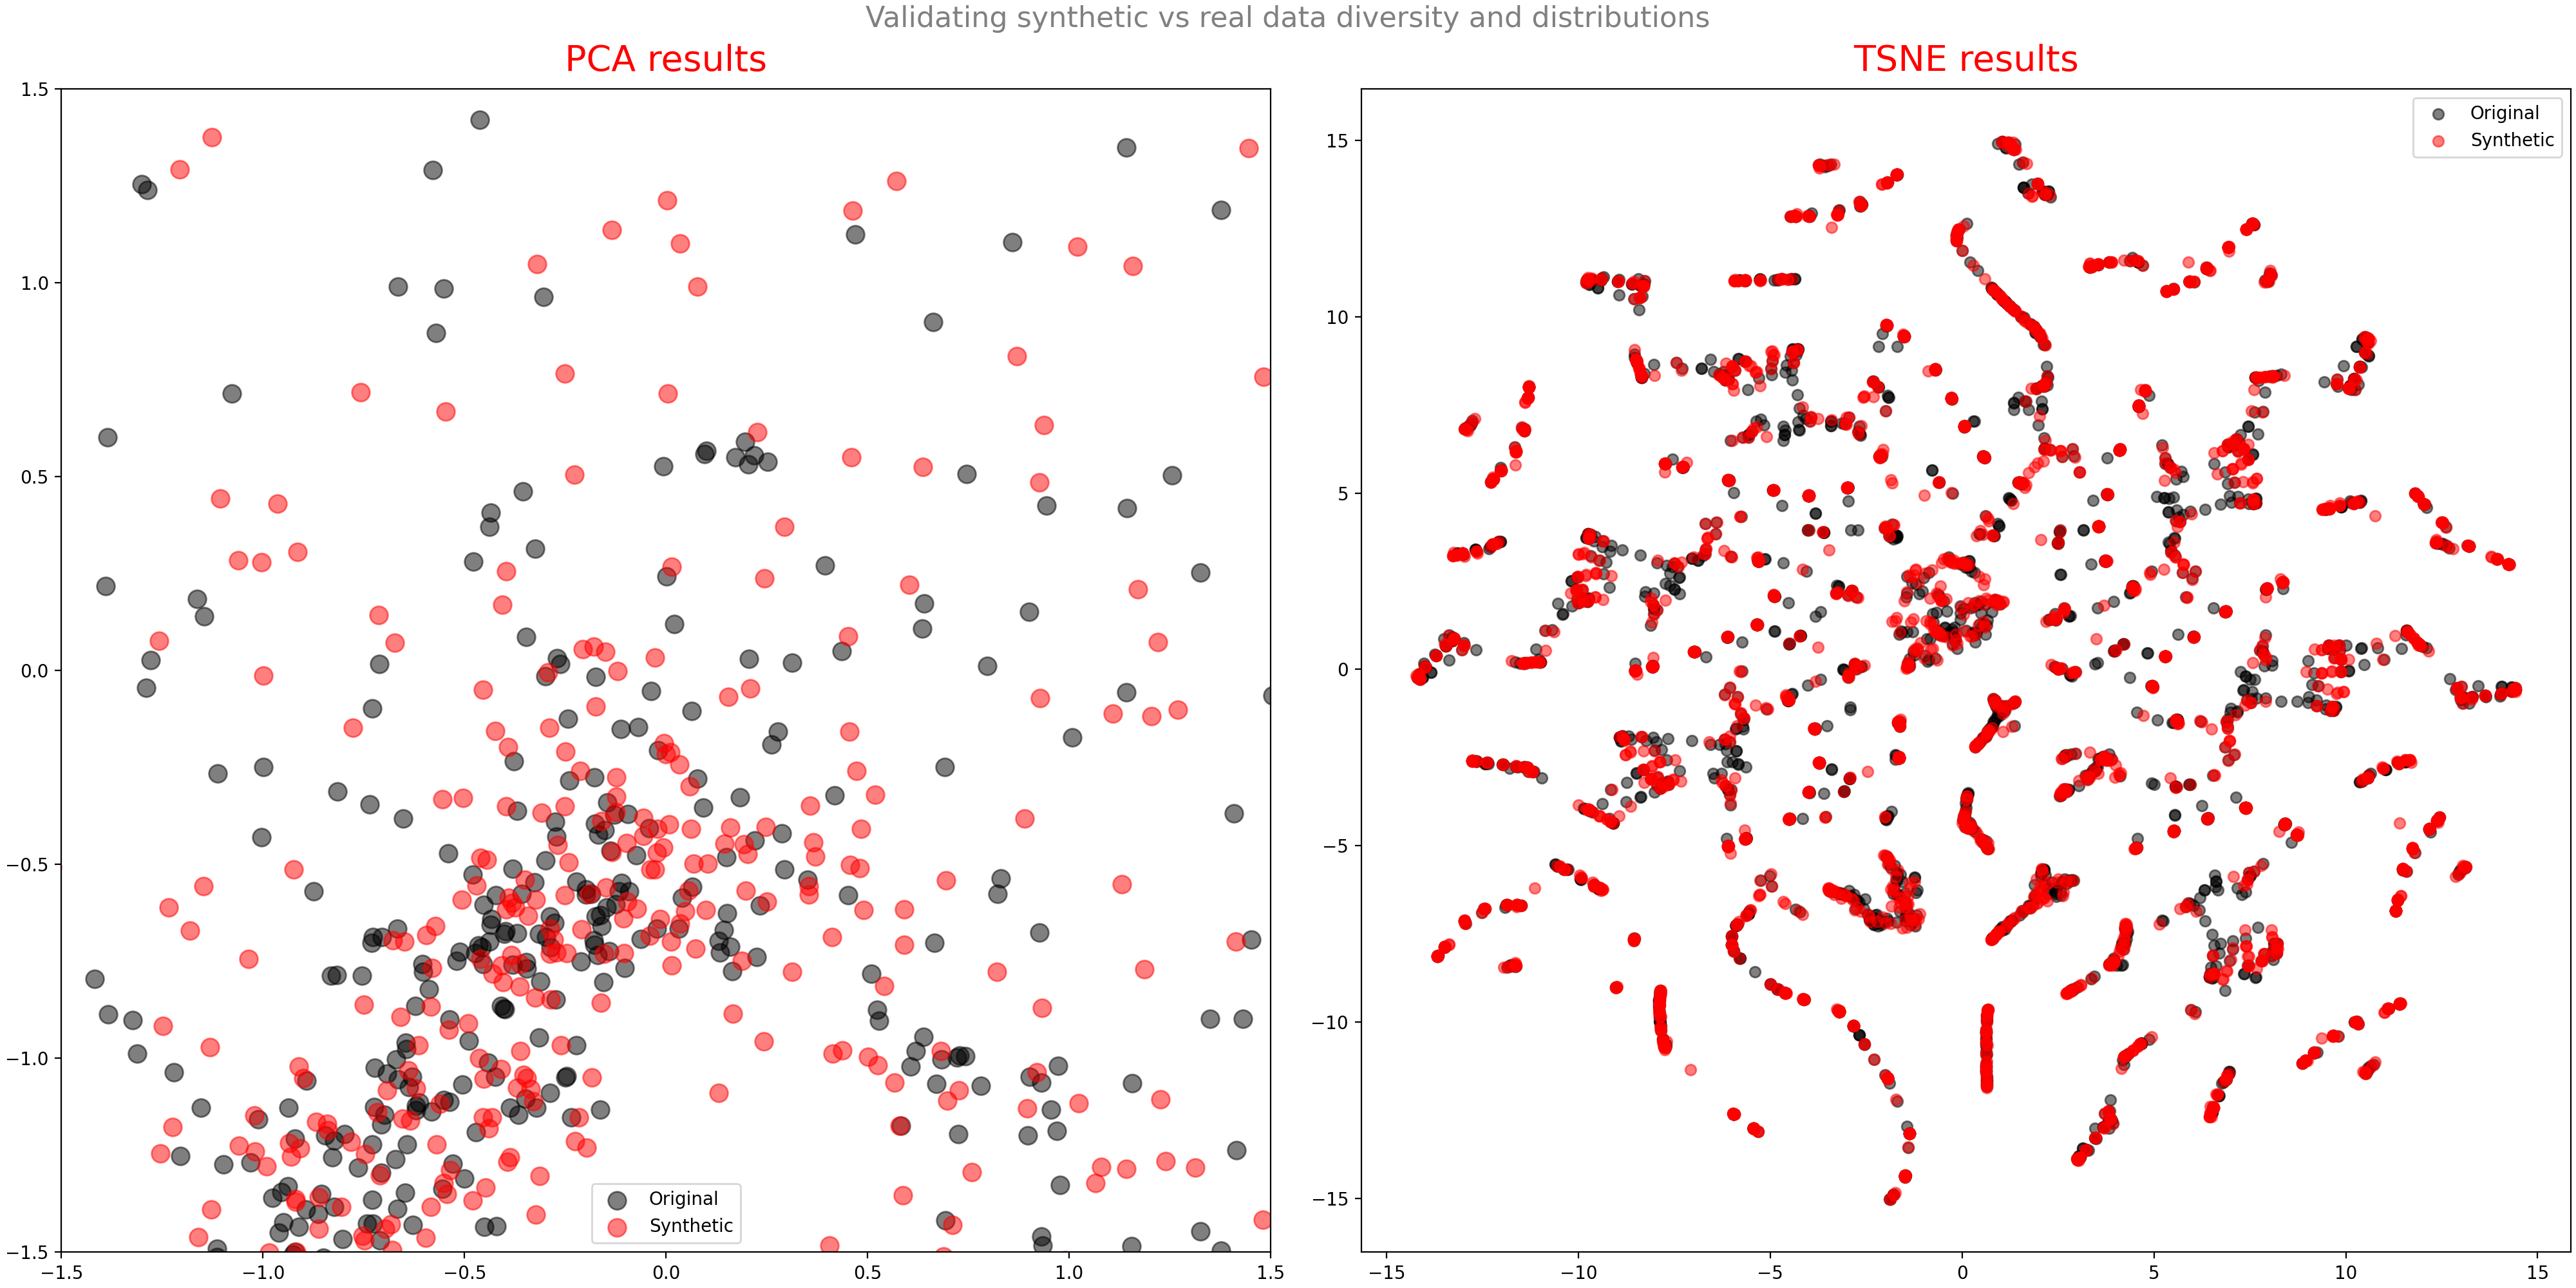 Validating synthetic vs real data diversity and distributions
PCA results
1.5
1.0
0.5
0.0
−0.5
−1.0
−1.5
−1.5 −1.0 −0.5 0.0 0.5 1.0 1.5
Original
Synthetic
TSNE results
15
10
5
0
−5
−10
−15
−15 −10 −5 0 5 10 15
Original
Synthetic